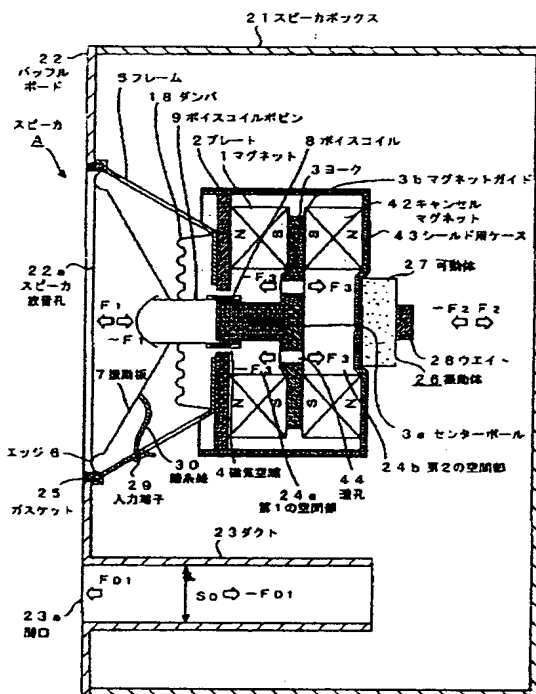 21スピーカボックス
22
バッフル
ボード
5フレーム
18ダンパ
9ボイスコイルボビン
2プレート
8ボイスコイル
1マグネット
スピーカ
A
3ヨーク
3bマグネットガイド
42キャンセル
マグネット
43シールド用ケース
N
S
S
N
27可動体
22a
スピーカ
放音孔
-F3
F3
F1
-F1
-F2 F2
28ウエイト
26振動体
-F3
F3
7振動板
N
S
S
N
3aセンターポール
エッジ6
30
錦糸線
4磁気空隙
44
透孔
24b第2の空間部
25
ガスケット
29
入力端子
24a
第1の空間部
23ダクト
FD1
SD
-FD1
23a
開口